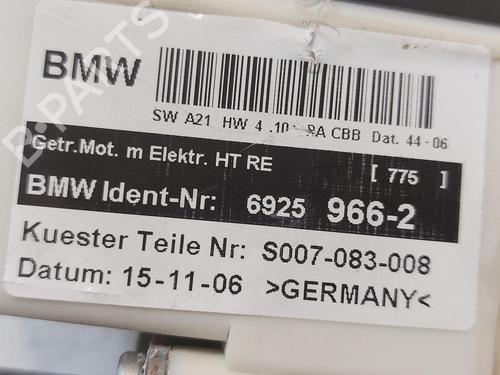 BMW
SW A21 HW 4 .10 RA CBB Dat. 44-06
Getr.Mot. m Elektr. HT RE [ 775 ]
BMW Ident-Nr: 6925 966-2
Kuester Teile Nr: S007-083-008
Datum: 15-11-06 >GERMANY<
B-PARTS